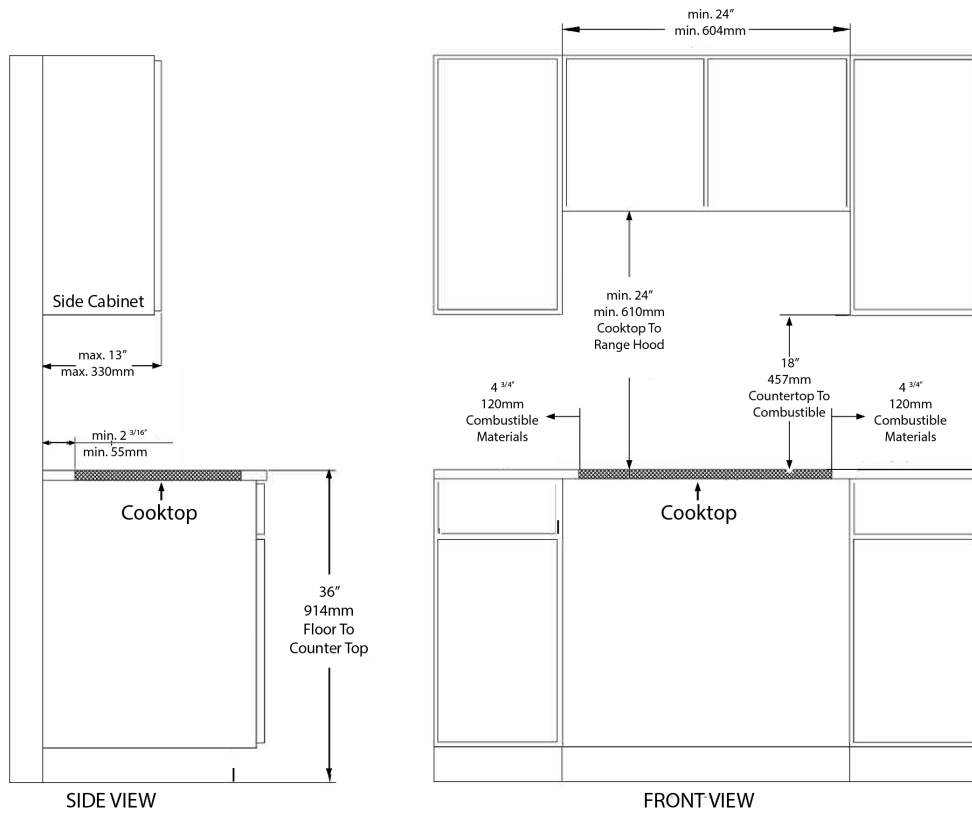 min. 24"
min. 604mm
Side Cabinet
max. 13"
max. 330mm
min. 2 3/16"
min. 55mm
Cooktop
36"
914mm
Floor To
Counter Top
SIDE VIEW
min. 24"
min. 610mm
Cooktop To
Range Hood
18"
457mm
Countertop To
Combustible
4 3/4"
120mm
Combustible
Materials
4 3/4"
120mm
Combustible
Materials
Cooktop
FRONT VIEW